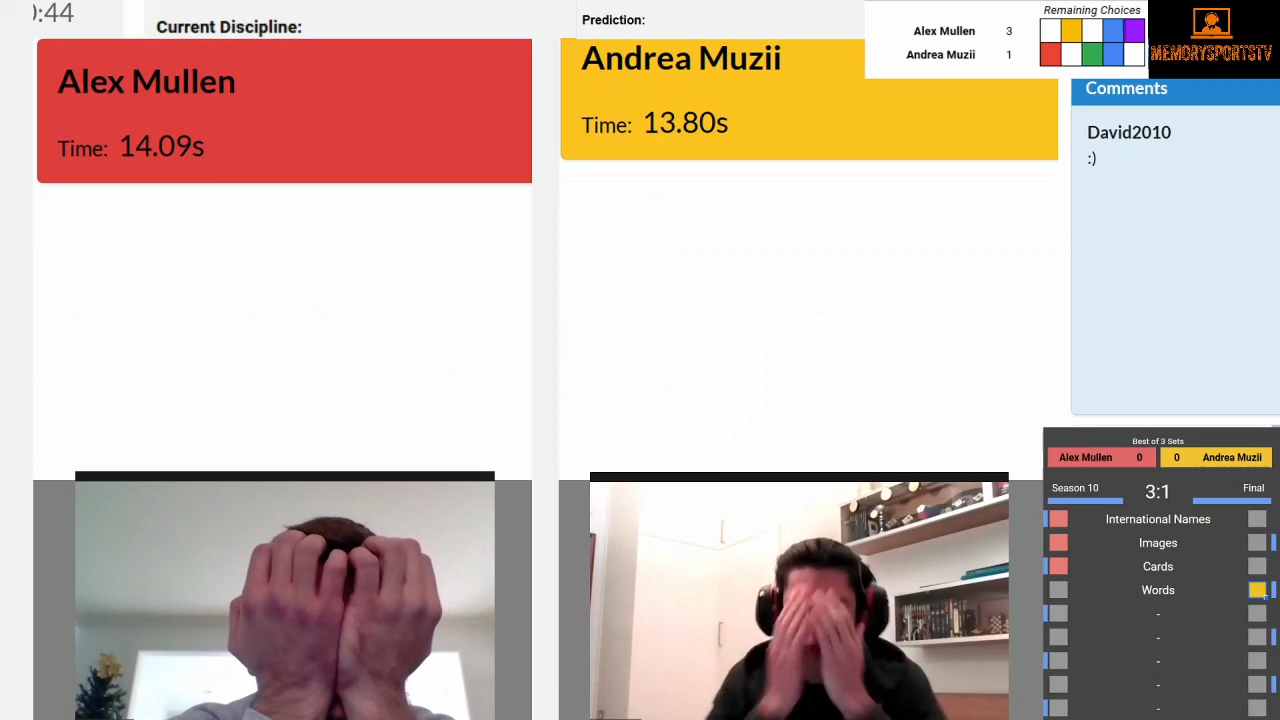 ):44
Current Discipline:
Prediction:
Alex Mullen
Time: 14.09s
Andrea Muzii
Time: 13.80s
Alex Mullen 3
Andrea Muzii 1
Remaining Choices
MEMORYSPORTSTV
Comments
David2010
:)
Best of 3 Sets
Alex Mullen 0 0 Andrea Muzii
Season 10 3:1 Final
International Names
Images
Cards
Words
-
-
-
-
-